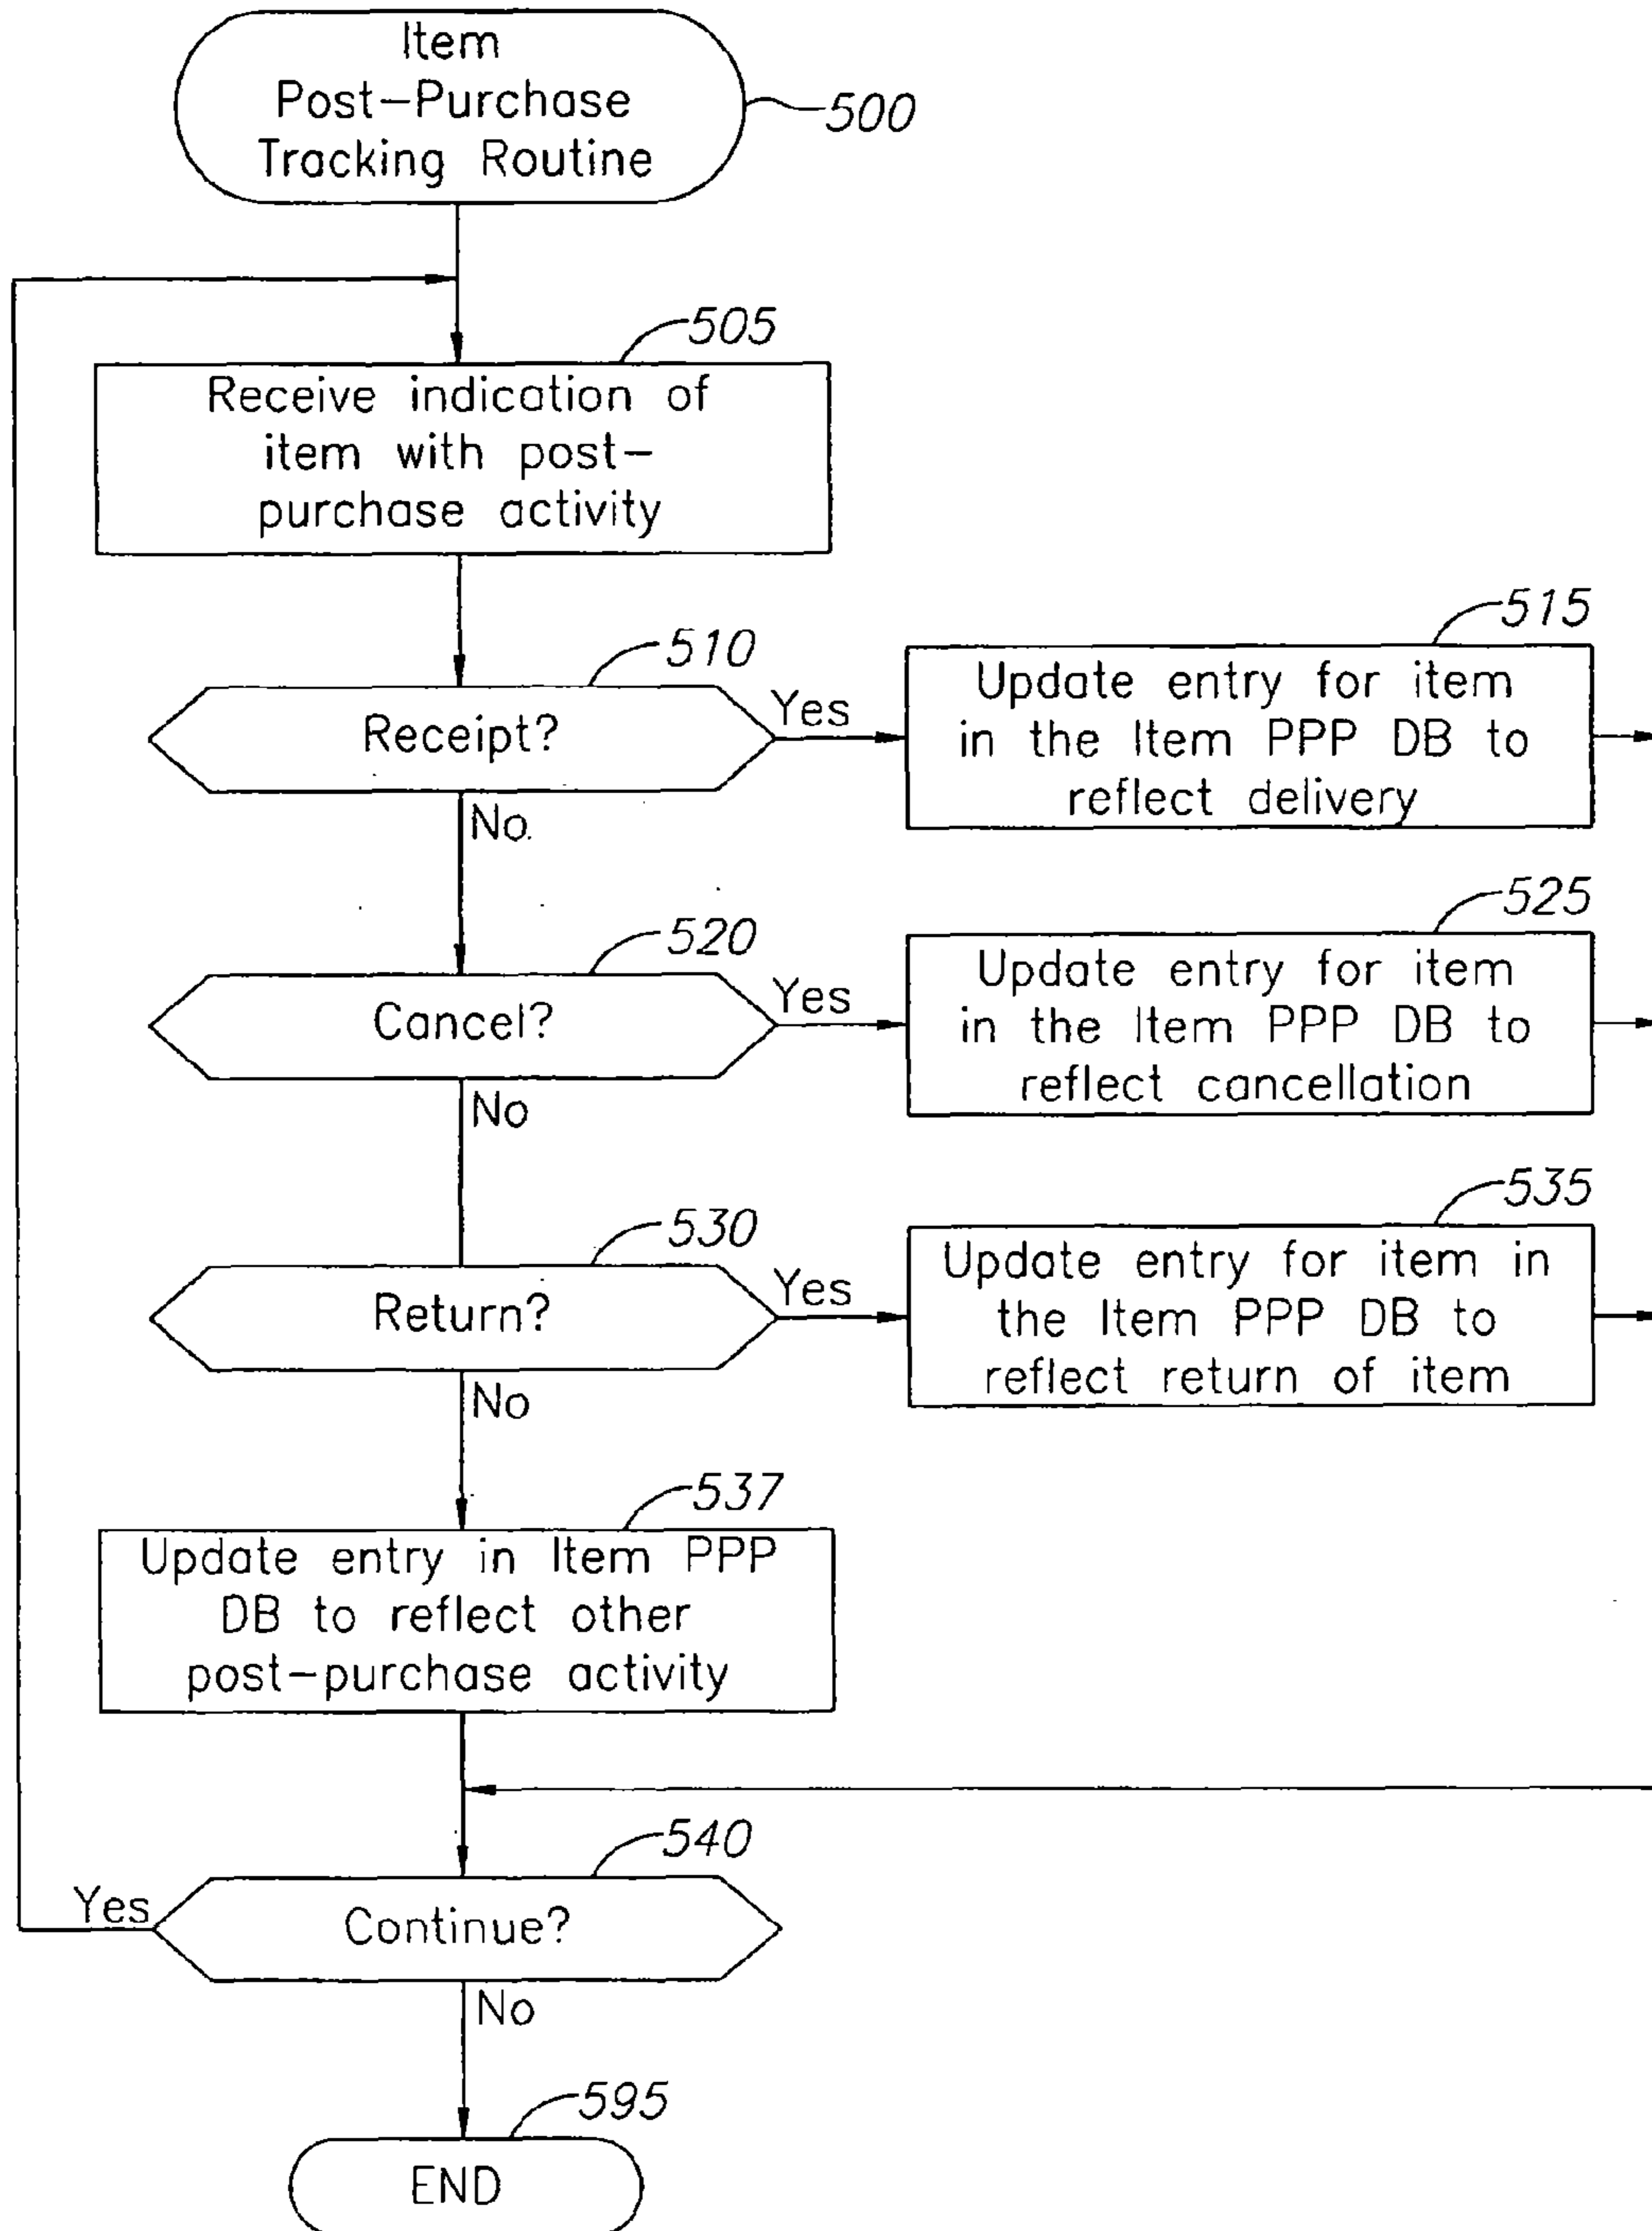 Item
Post-Purchase
Tracking Routine
500
505
Receive indication of
item with post-
purchase activity
510
Receipt?
Yes
No
515
Update entry for item
in the Item PPP DB to
reflect delivery
520
Cancel?
Yes
No
525
Update entry for item
in the Item PPP DB to
reflect cancellation
530
Return?
Yes
No
535
Update entry for item in
the Item PPP DB to
reflect return of item
537
Update entry in Item PPP
DB to reflect other
post-purchase activity
540
Continue?
Yes
No
595
END